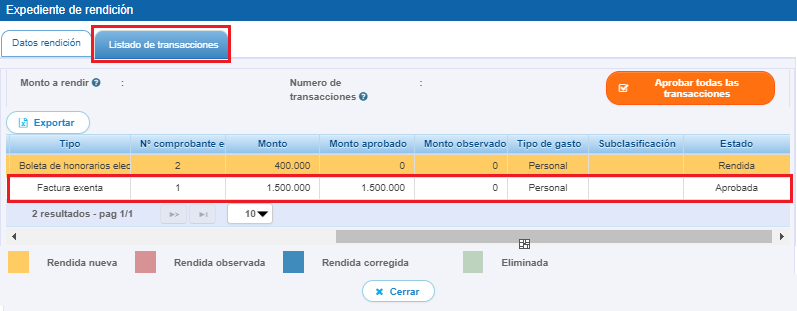 Expediente de rendición
Datos rendición Listado de transacciones
Monto a rendir ? : Numero de transacciones ? : Aprobar todas las transacciones
Exportar
Tipo Nº comprobante e Monto Monto aprobado Monto observado Tipo de gasto Subclasificación Estado
Boleta de honorarios elec 2 400.000 0 0 Personal Rendida
Factura exenta 1 1.500.000 1.500.000 0 Personal Aprobada
2 resultados - pag 1/1 10
Rendida nueva Rendida observada Rendida corregida Eliminada
Cerrar